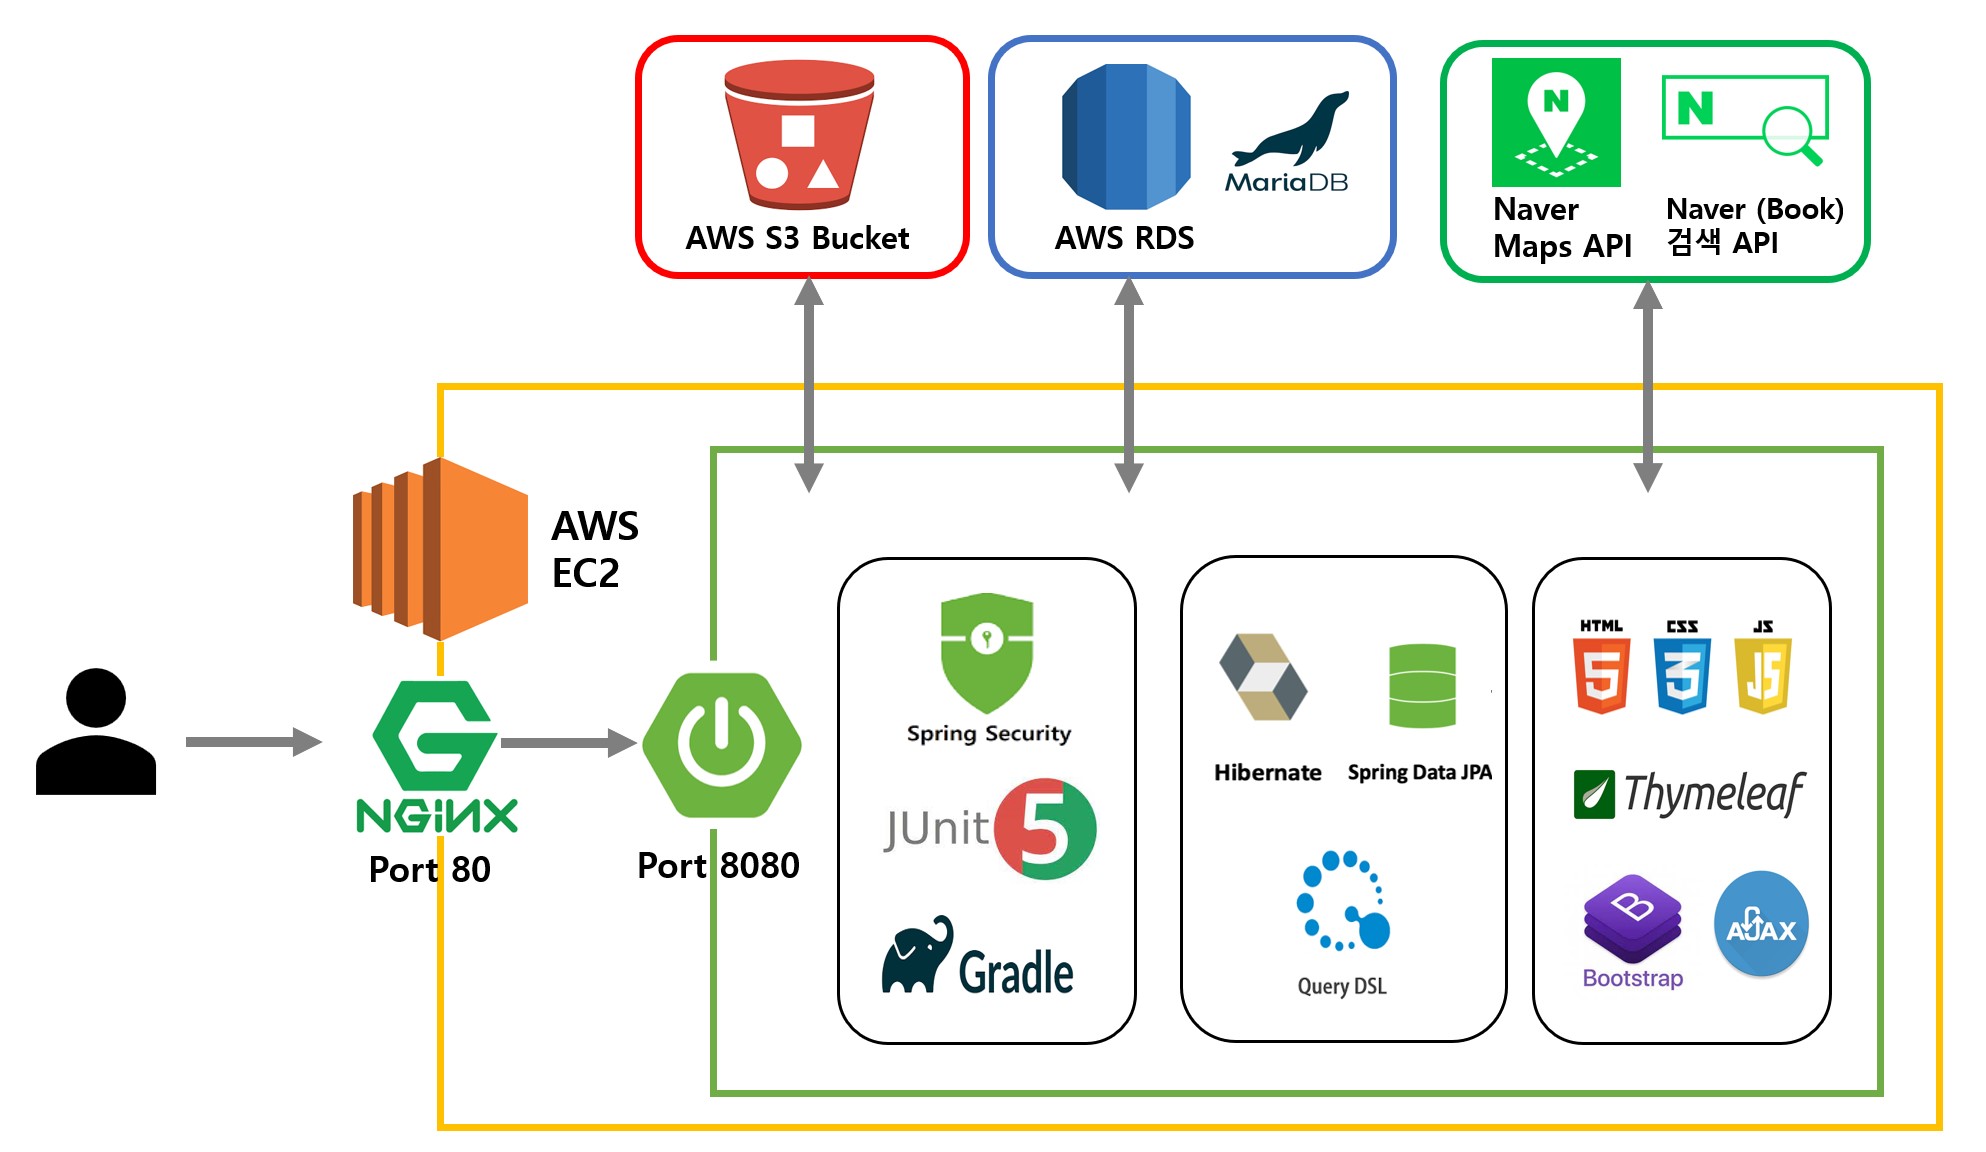 AWS S3 Bucket
AWS RDS
MariaDB
N
Naver
Maps API
N
Naver (Book)
검색 API
AWS
EC2
NGiNX
Port 80
Port 8080
Spring Security
JUnit 5
Gradle
Hibernate
Spring Data JPA
Query DSL
HTML
5
CSS
3
JS
JS
Thymeleaf
B
Bootstrap
AJAX